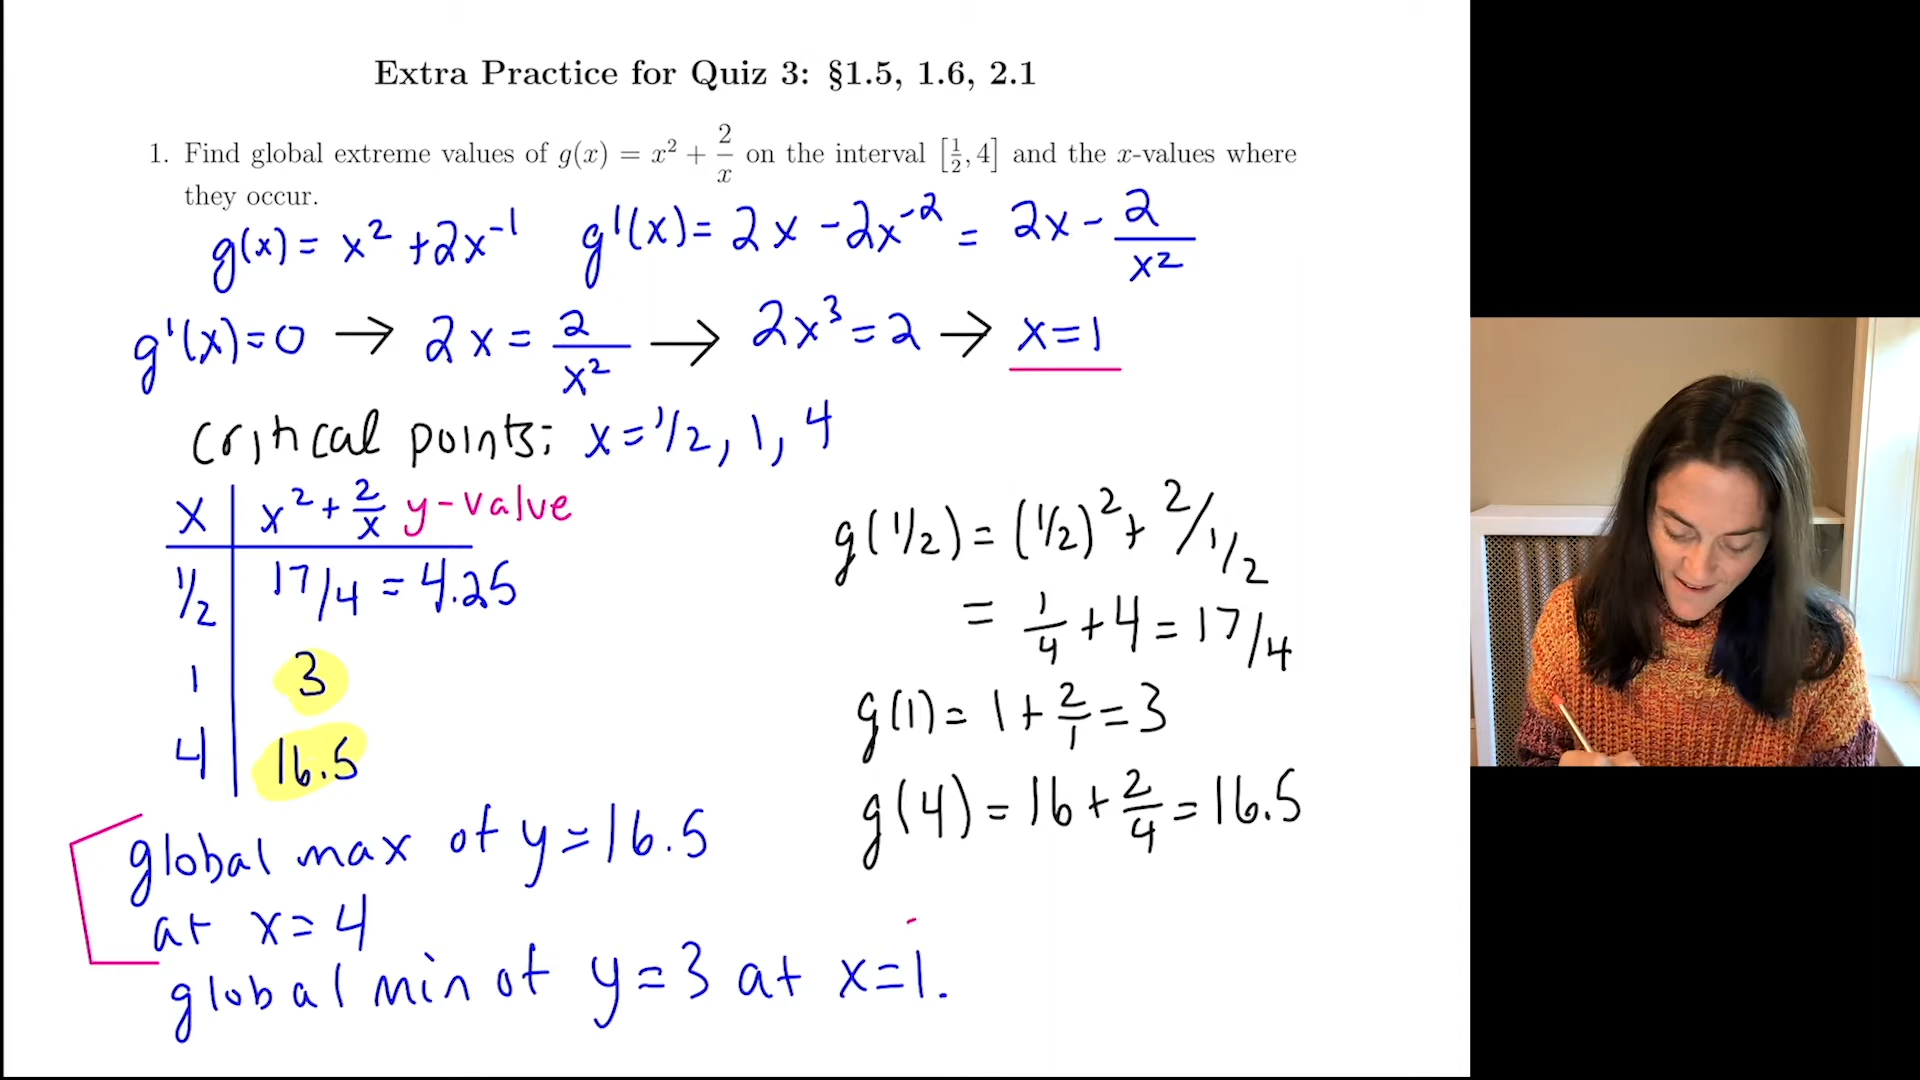 Extra Practice for Quiz 3: §1.5, 1.6, 2.1
1. Find global extreme values of g(x) = x² + 2/x on the interval [1/2, 4] and the x-values where
they occur.
g(x) = x² + 2x⁻¹ g'(x) = 2x - 2x⁻² = 2x - 2/x²
g'(x) = 0 → 2x = 2/x² → 2x³ = 2 → x = 1
critical points: x = 1/2, 1, 4
x | x² + 2/x y-value
1/2 | 17/4 = 4.25
1 | 3
4 | 16.5
g(1/2) = (1/2)² + 2/1/2
= 1/4 + 4 = 17/4
g(1) = 1 + 2/1 = 3
g(4) = 16 + 2/4 = 16.5
global max of y = 16.5
at x = 4
global min of y = 3 at x = 1.